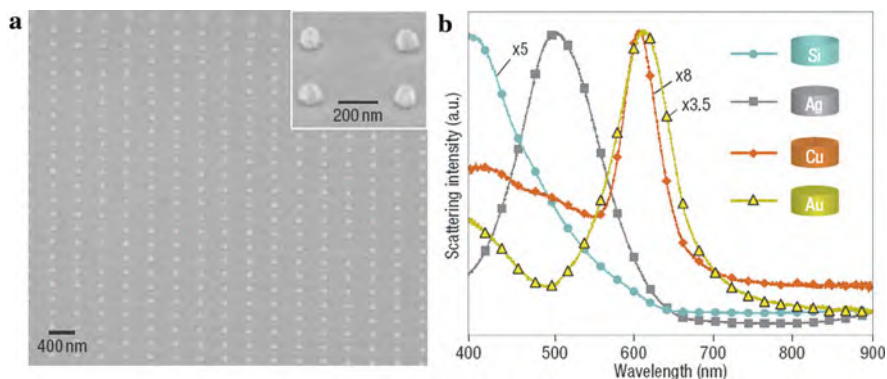 a
200 nm
400 nm
b
Scattering intensity (a.u.)
x5
x8
x3.5
Si
Ag
Cu
Au
400 500 600 700 800 900
Wavelength (nm)